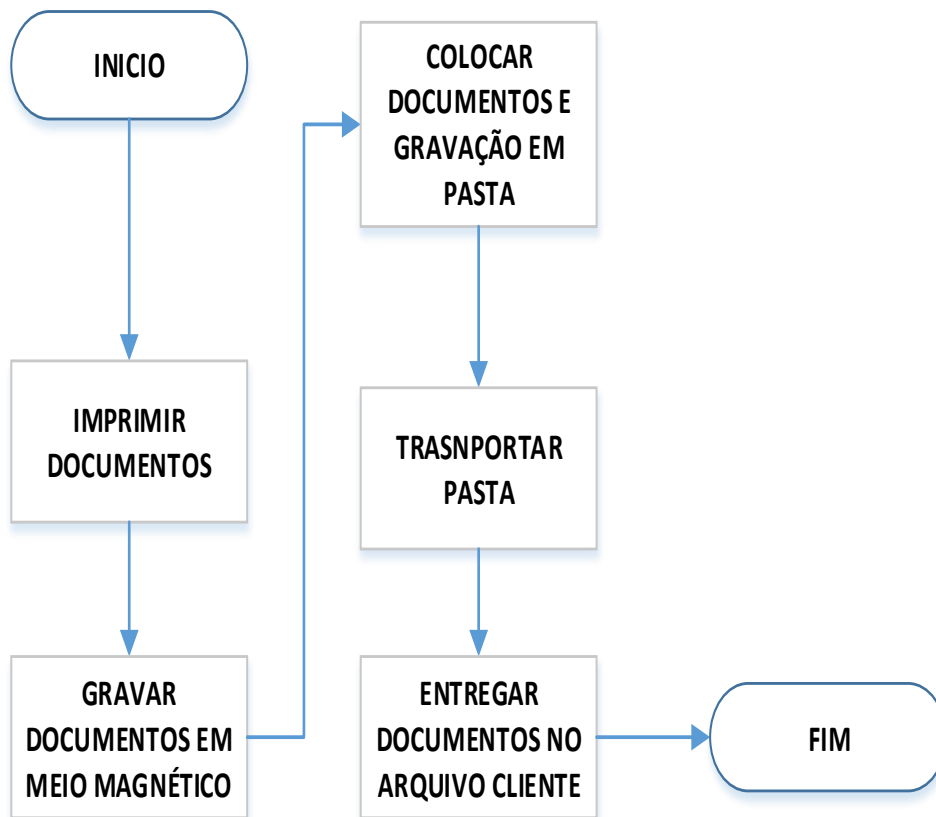 INICIO
IMPRIMIR
DOCUMENTOS
GRAVAR
DOCUMENTOS EM
MEIO MAGNÉTICO
COLOCAR
DOCUMENTOS E
GRAVAÇÃO EM
PASTA
TRASNPORTAR
PASTA
ENTREGAR
DOCUMENTOS NO
ARQUIVO CLIENTE
FIM